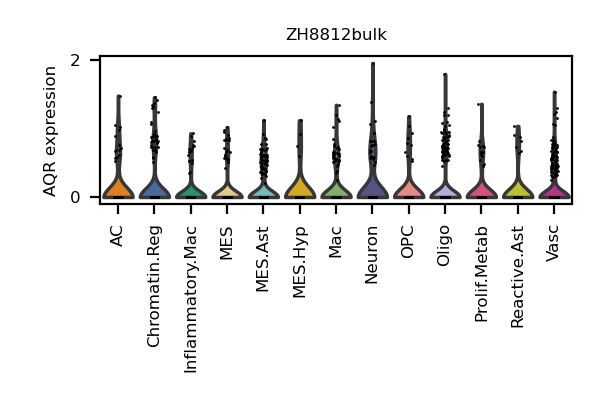 ZH8812bulk
AQR expression
2
0
AC
Chromatin.Reg
Inflammatory.Mac
MES
MES.Ast
MES.Hyp
Mac
Neuron
OPC
Oligo
Prolif.Metab
Reactive.Ast
Vasc